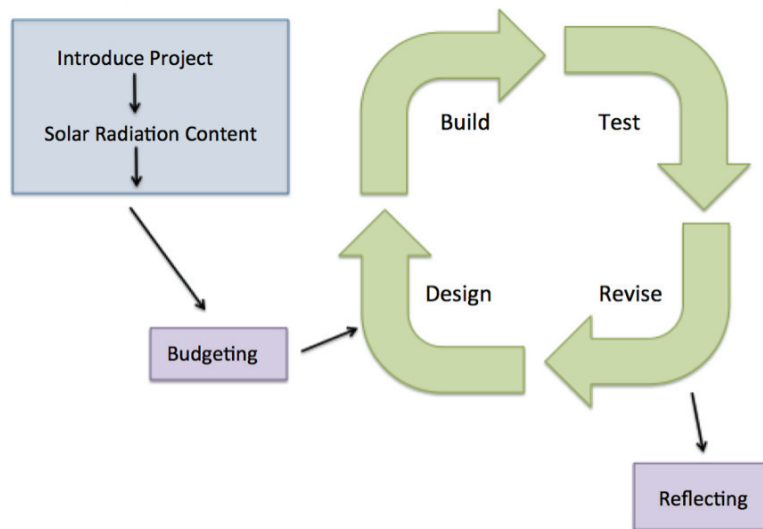 Introduce Project
Solar Radiation Content
Budgeting
Design
Build
Test
Revise
Reflecting